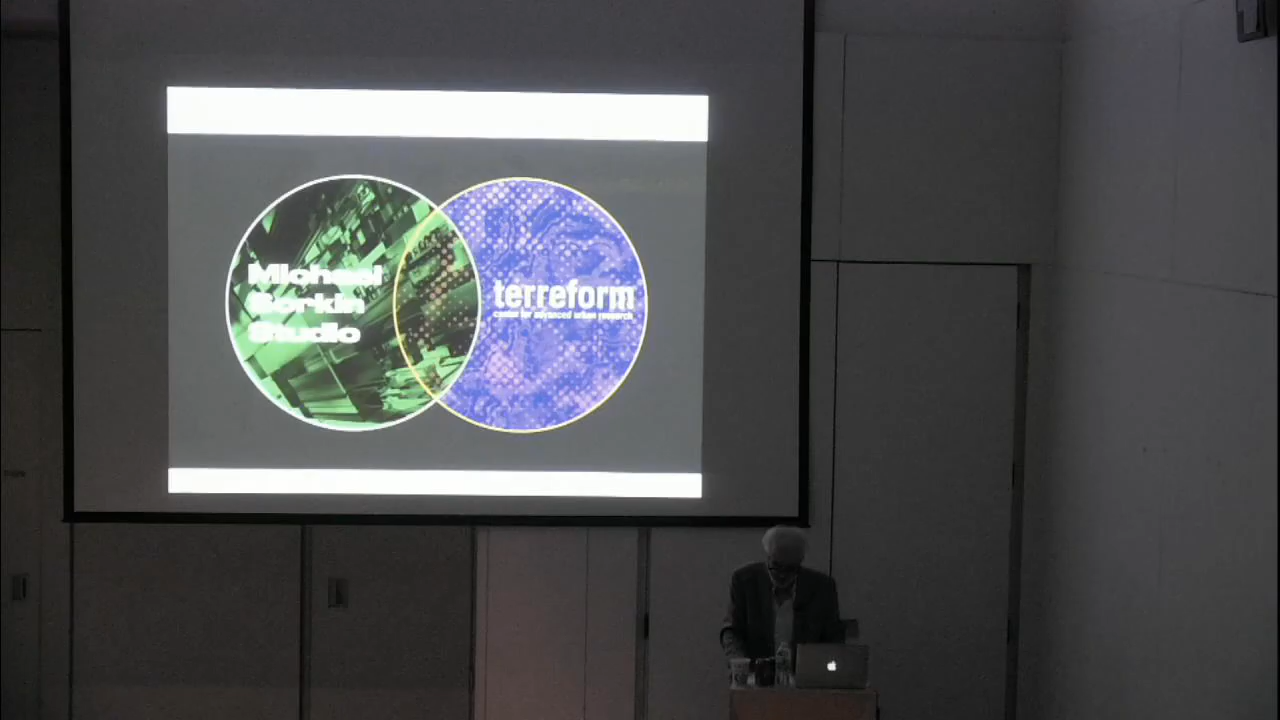 Michael
Sorkin
Studio
terreform
center for advanced urban research